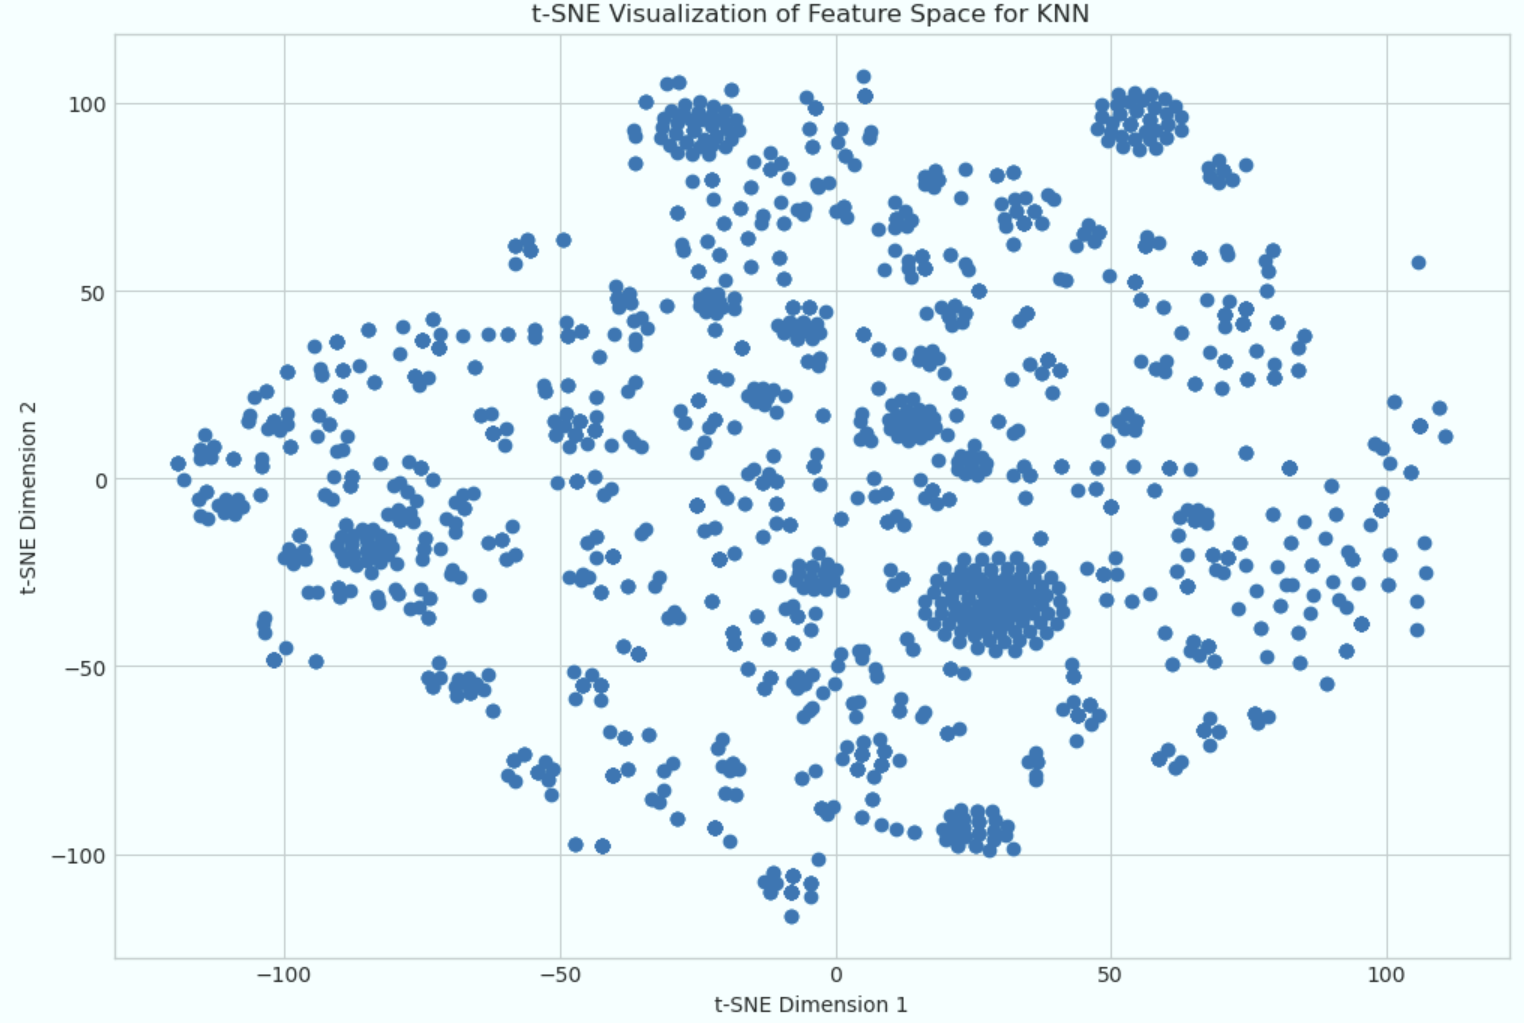 t-SNE Visualization of Feature Space for KNN
100
50
0
−50
−100
t-SNE Dimension 2
−100 −50 0 50 100
t-SNE Dimension 1